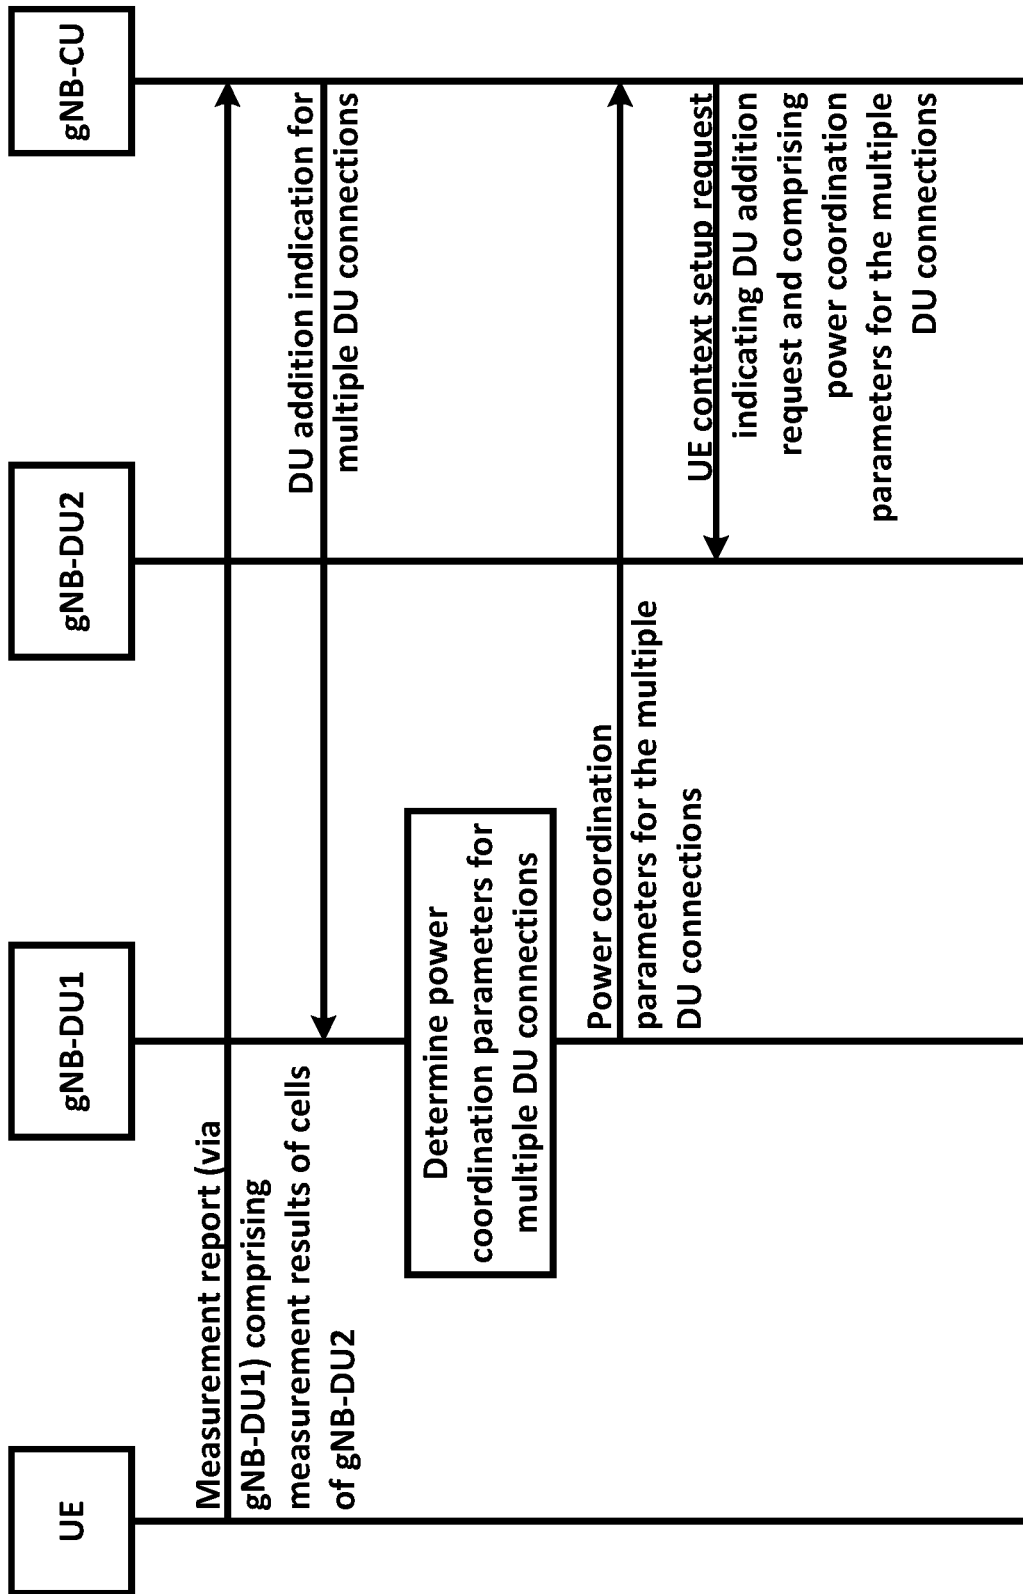 UE
gNB-DU1
gNB-DU2
gNB-CU
Measurement report (via
gNB-DU1) comprising
measurement results of cells
of gNB-DU2
DU addition indication for
multiple DU connections
Determine power
coordination parameters for
multiple DU connections
Power coordination
parameters for the multiple
DU connections
UE context setup request
indicating DU addition
request and comprising
power coordination
parameters for the multiple
DU connections